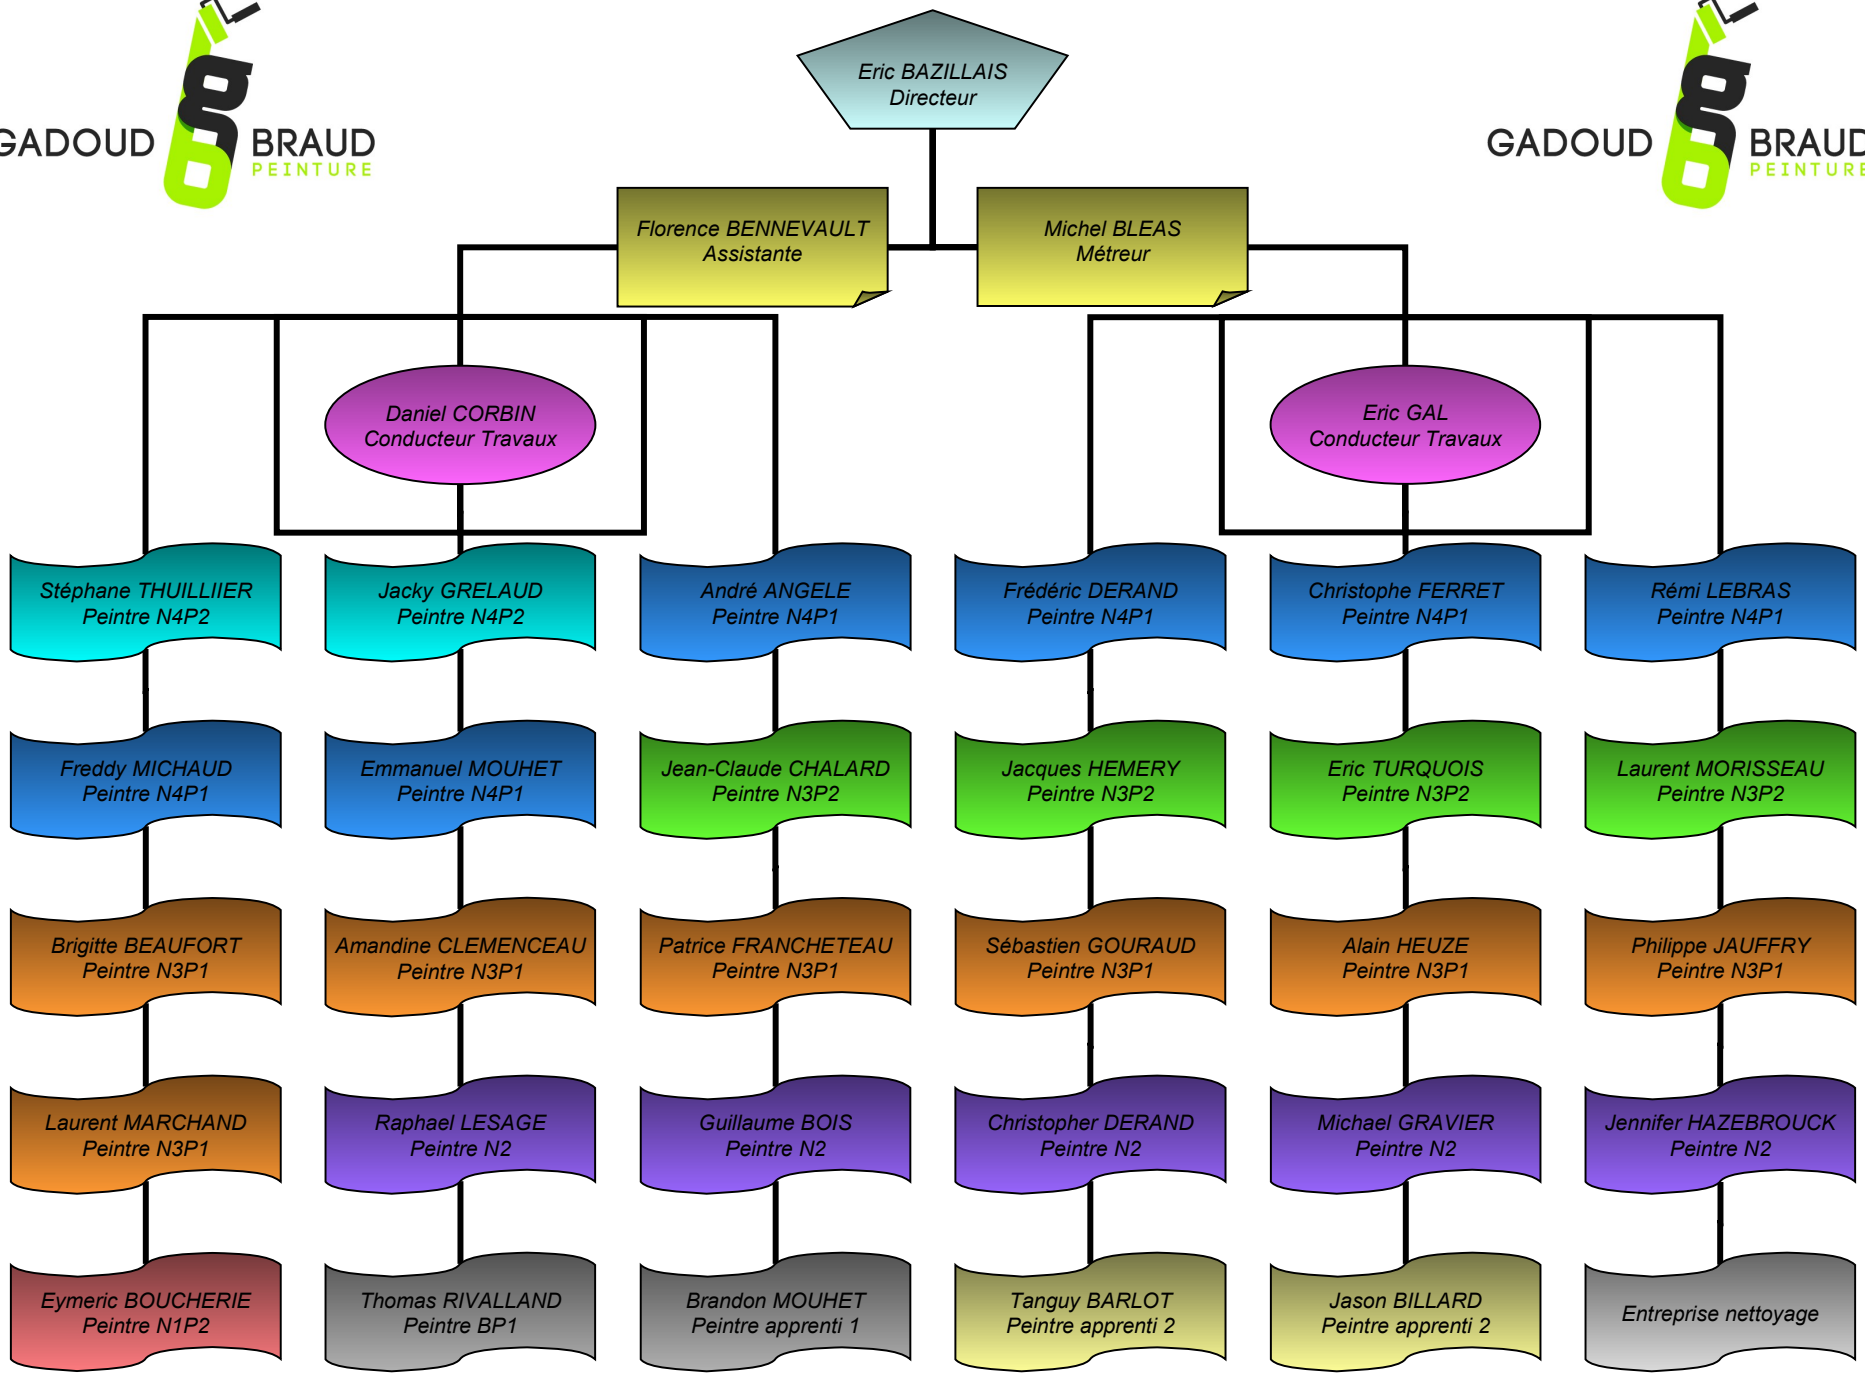 GADOUD BRAUD
PEINTURE
GADOUD BRAUD
PEINTURE
Eric BAZILLAIS
Directeur
Florence BENNEVAULT
Assistante
Michel BLEAS
Métreur
Daniel CORBIN
Conducteur Travaux
Eric GAL
Conducteur Travaux
Stéphane THUILLIIER
Peintre N4P2
Jacky GRELAUD
Peintre N4P2
André ANGELE
Peintre N4P1
Frédéric DERAND
Peintre N4P1
Christophe FERRET
Peintre N4P1
Rémi LEBRAS
Peintre N4P1
Freddy MICHAUD
Peintre N4P1
Emmanuel MOUHET
Peintre N4P1
Jean-Claude CHALARD
Peintre N3P2
Jacques HEMERY
Peintre N3P2
Eric TURQUOIS
Peintre N3P2
Laurent MORISSEAU
Peintre N3P2
Brigitte BEAUFORT
Peintre N3P1
Amandine CLEMENCEAU
Peintre N3P1
Patrice FRANCHETEAU
Peintre N3P1
Sébastien GOURAUD
Peintre N3P1
Alain HEUZE
Peintre N3P1
Philippe JAUFFRY
Peintre N3P1
Laurent MARCHAND
Peintre N3P1
Raphael LESAGE
Peintre N2
Guillaume BOIS
Peintre N2
Christopher DERAND
Peintre N2
Michael GRAVIER
Peintre N2
Jennifer HAZEBROUCK
Peintre N2
Eymeric BOUCHERIE
Peintre N1P2
Thomas RIVALLAND
Peintre BP1
Brandon MOUHET
Peintre apprenti 1
Tanguy BARLOT
Peintre apprenti 2
Jason BILLARD
Peintre apprenti 2
Entreprise nettoyage